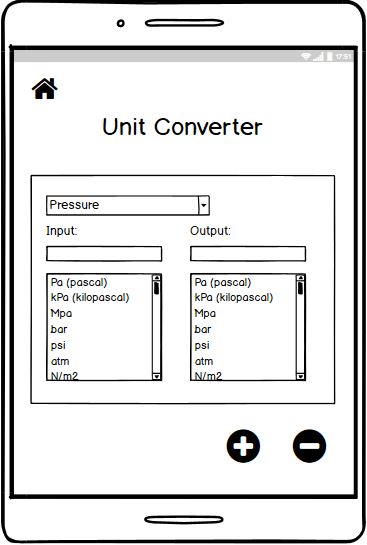 17:51
Unit Converter
Pressure
Input: Output:
Pa (pascal) Pa (pascal)
kPa (kilopascal) kPa (kilopascal)
Mpa Mpa
bar bar
psi psi
atm atm
N/m2 N/m2